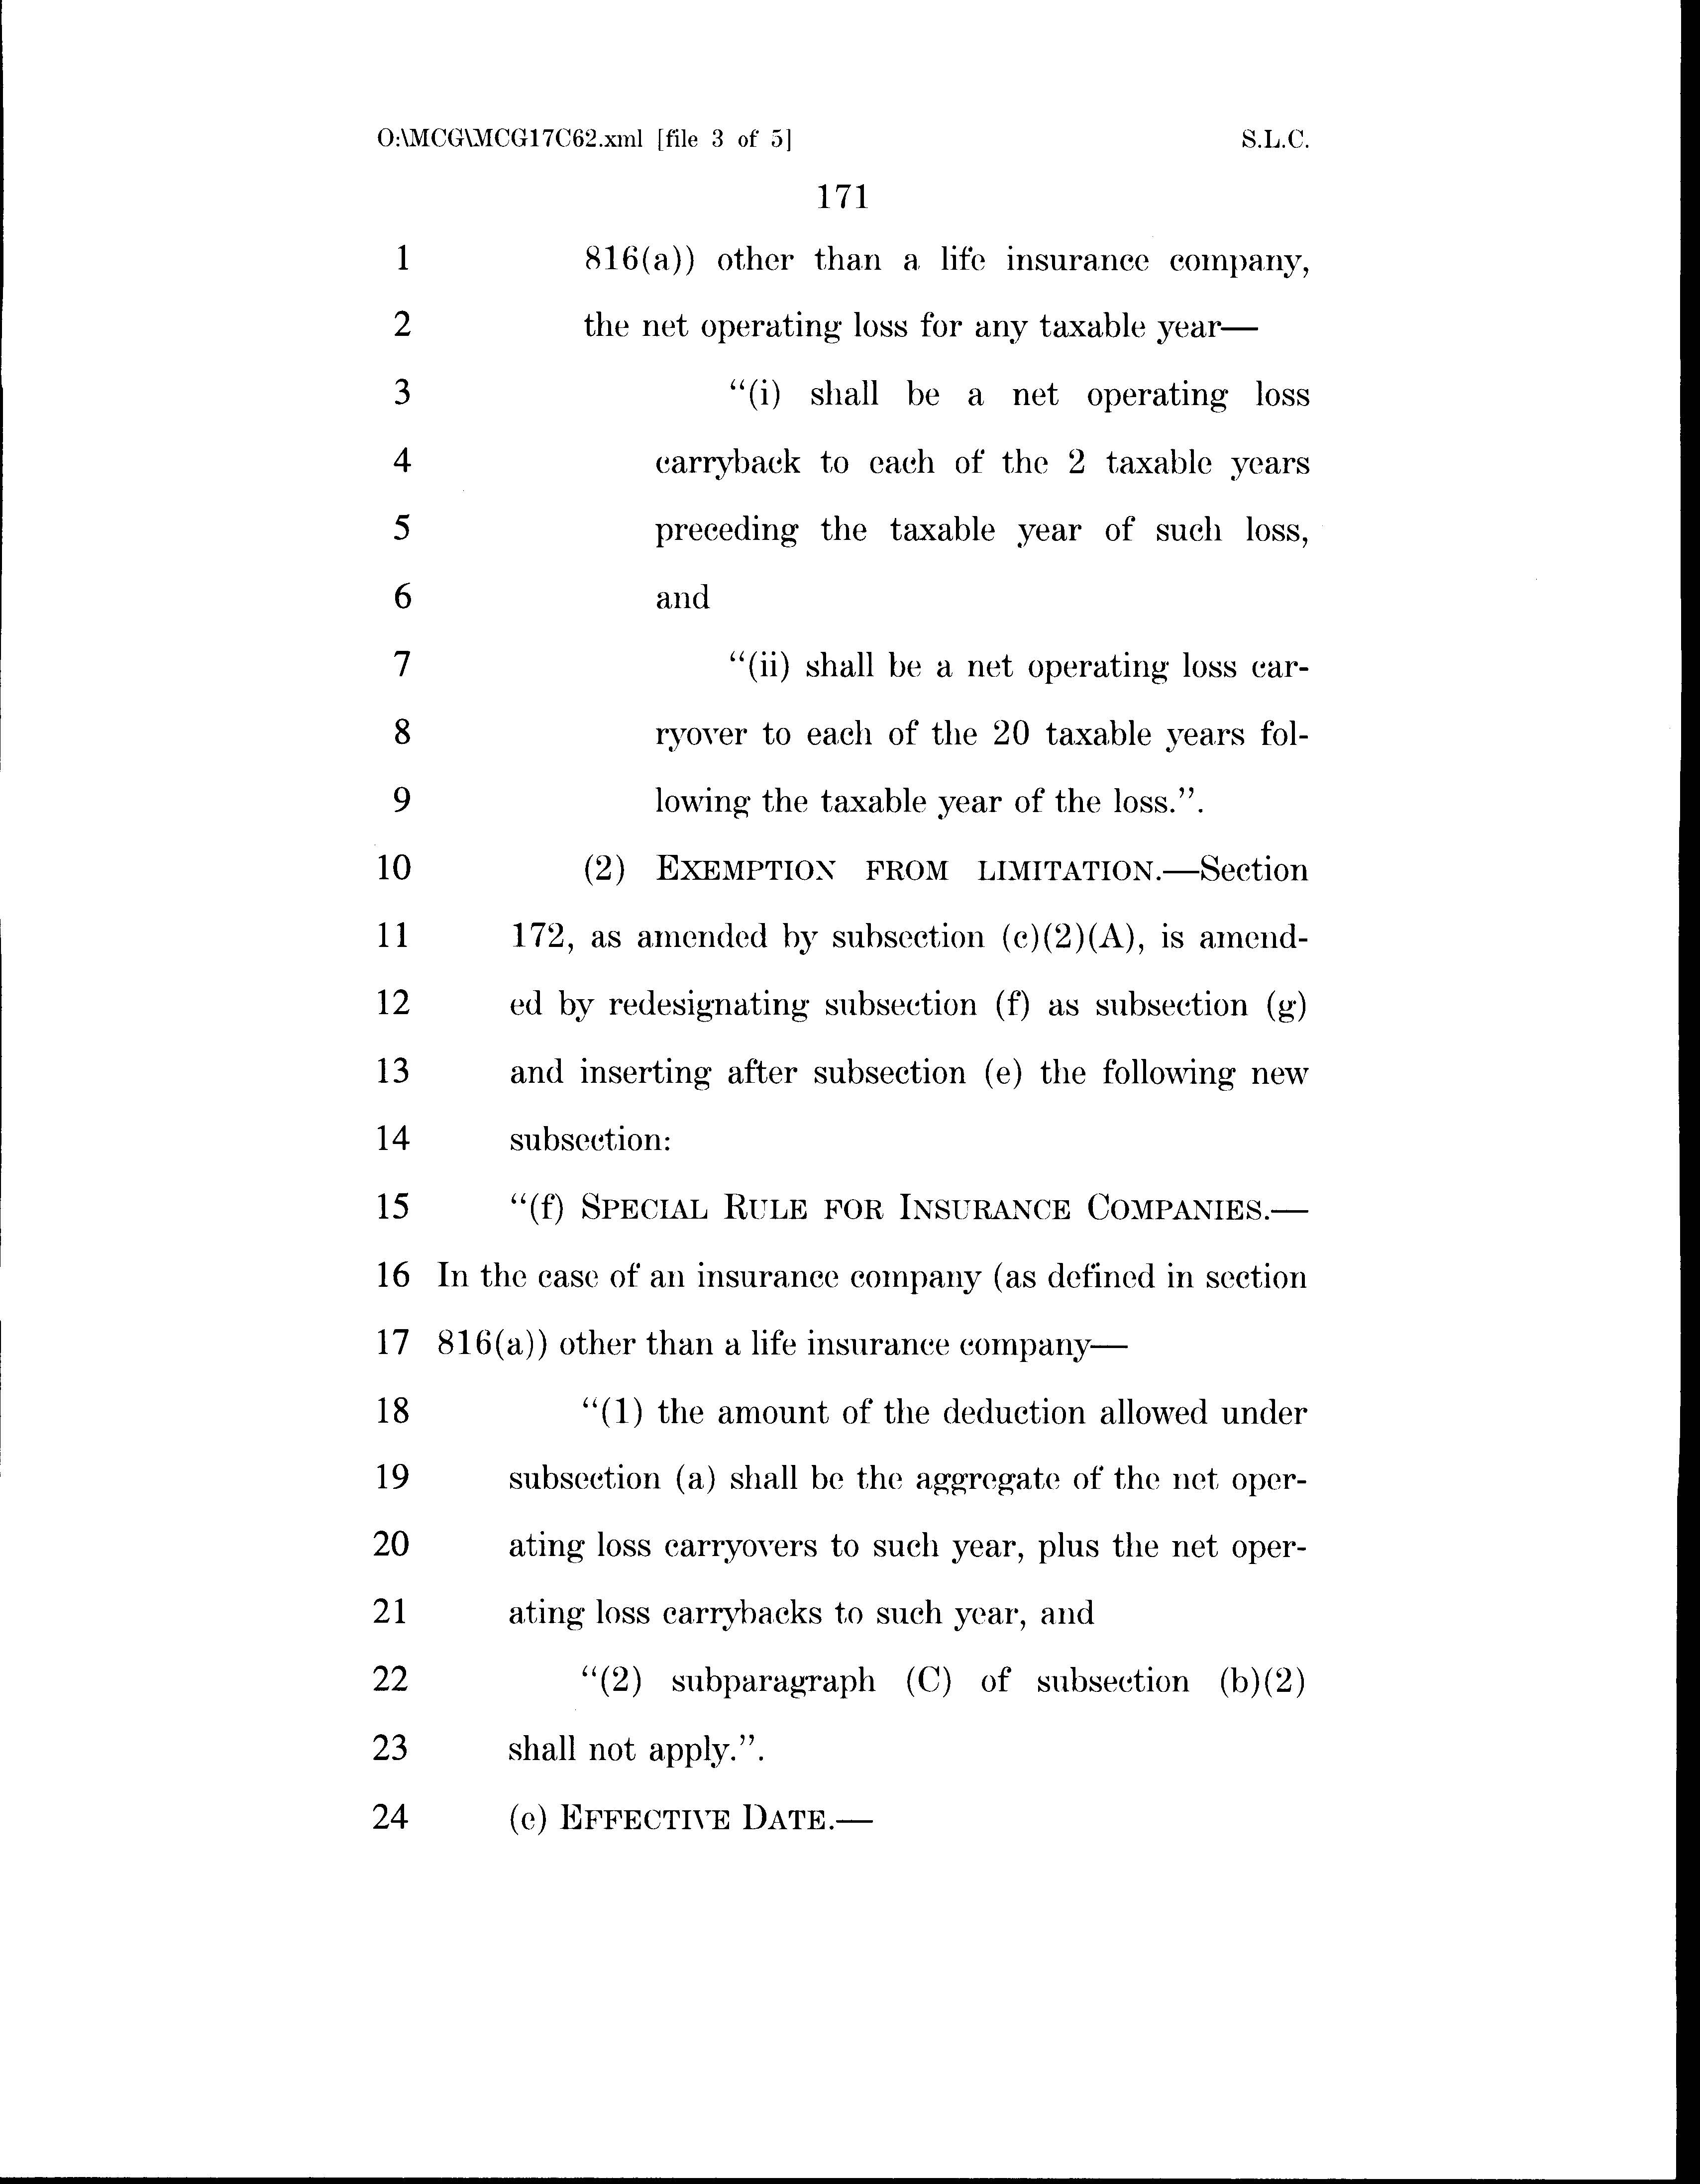 O:\MCG\MCG17C62.xml [file 3 of 5] S.L.C.
171
1 816(a)) other than a life insurance company,
2 the net operating loss for any taxable year—
3 “(i) shall be a net operating loss
4 carryback to each of the 2 taxable years
5 preceding the taxable year of such loss,
6 and
7 “(ii) shall be a net operating loss car-
8 ryover to each of the 20 taxable years fol-
9 lowing the taxable year of the loss.”.
10 (2) EXEMPTION FROM LIMITATION.—Section
11 172, as amended by subsection (c)(2)(A), is amend-
12 ed by redesignating subsection (f) as subsection (g)
13 and inserting after subsection (e) the following new
14 subsection:
15 “(f) SPECIAL RULE FOR INSURANCE COMPANIES.—
16 In the case of an insurance company (as defined in section
17 816(a)) other than a life insurance company—
18 “(1) the amount of the deduction allowed under
19 subsection (a) shall be the aggregate of the net oper-
20 ating loss carryovers to such year, plus the net oper-
21 ating loss carrybacks to such year, and
22 “(2) subparagraph (C) of subsection (b)(2)
23 shall not apply.”.
24 (e) EFFECTIVE DATE.—